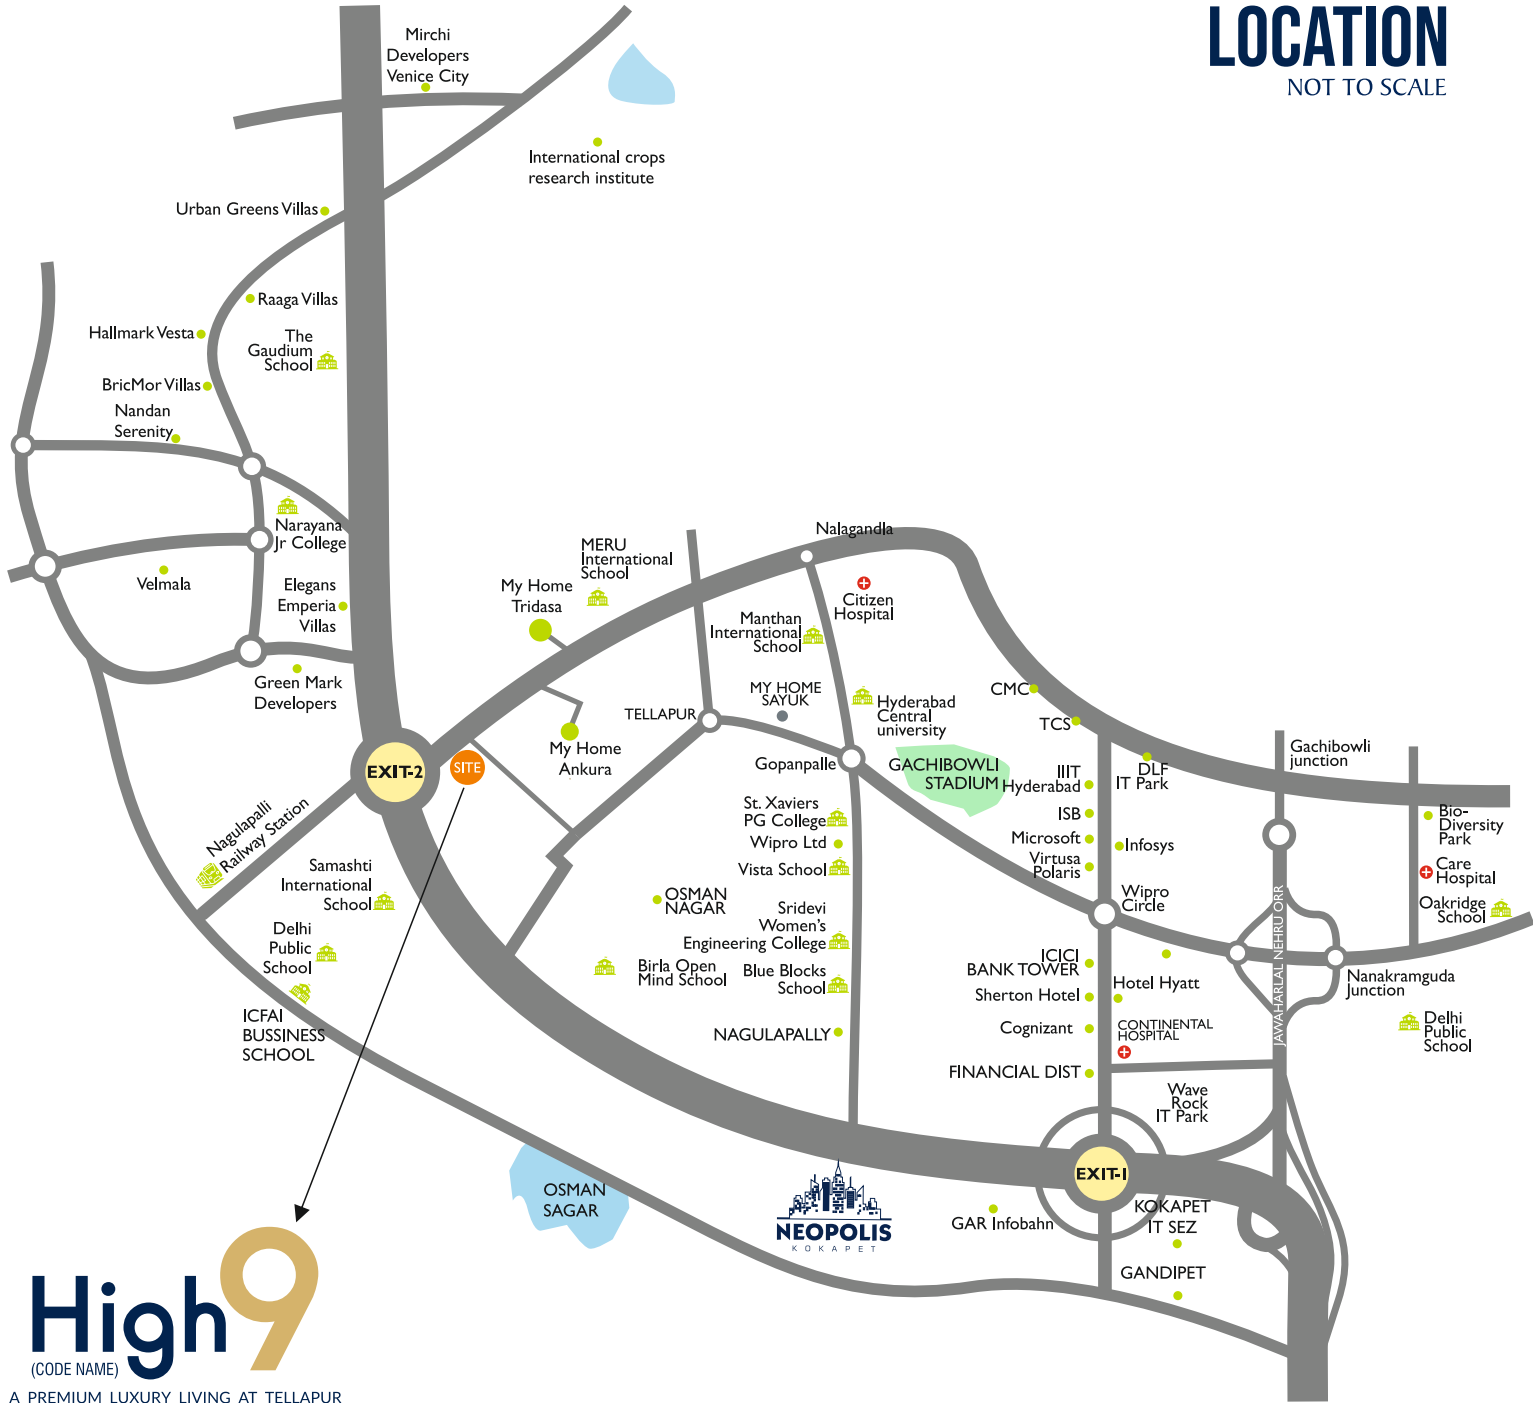 LOCATION
NOT TO SCALE
Mirchi
Developers
Venice City
International crops
research institute
Urban Greens Villas
Raaga Villas
Hallmark Vesta
The
Gaudium
School
BricMor Villas
Nandan
Serenity
Narayana
Jr College
Velmala
Elegans
Emperia
Villas
Green Mark
Developers
MERU
International
School
My Home
Tridasa
Nalagandla
Citizen
Hospital
Manthan
International
School
MY HOME
SAYUK
TELLAPUR
My Home
Ankura
Hyderabad
Central
university
Gopanpalle
GACHIBOWLI
STADIUM
CMC
TCS
DLF
IT Park
IIIT
Hyderabad
ISB
Microsoft
Infosys
Virtusa
Polaris
Wipro
Circle
Gachibowli
junction
Bio-
Diversity
Park
Care
Hospital
Oakridge
School
EXIT-2
SITE
Nagulapalli
Railway Station
Samashti
International
School
Delhi
Public
School
ICFAI
BUSSINESS
SCHOOL
St. Xaviers
PG College
Wipro Ltd
Vista School
OSMAN
NAGAR
Sridevi
Women's
Engineering College
Birla Open
Mind School
Blue Blocks
School
NAGULAPALLY
ICICI
BANK TOWER
Hotel Hyatt
Sherton Hotel
Cognizant
CONTINENTAL
HOSPITAL
FINANCIAL DIST
JAWAHARLAL NEHRU ORR
Nanakramguda
Junction
Delhi
Public
School
Wave
Rock
IT Park
EXIT-1
KOKAPET
IT SEZ
GAR Infobahn
GANDIPET
OSMAN
SAGAR
NEOPOLIS
KOKAPET
High9
(CODE NAME)
A PREMIUM LUXURY LIVING AT TELLAPUR